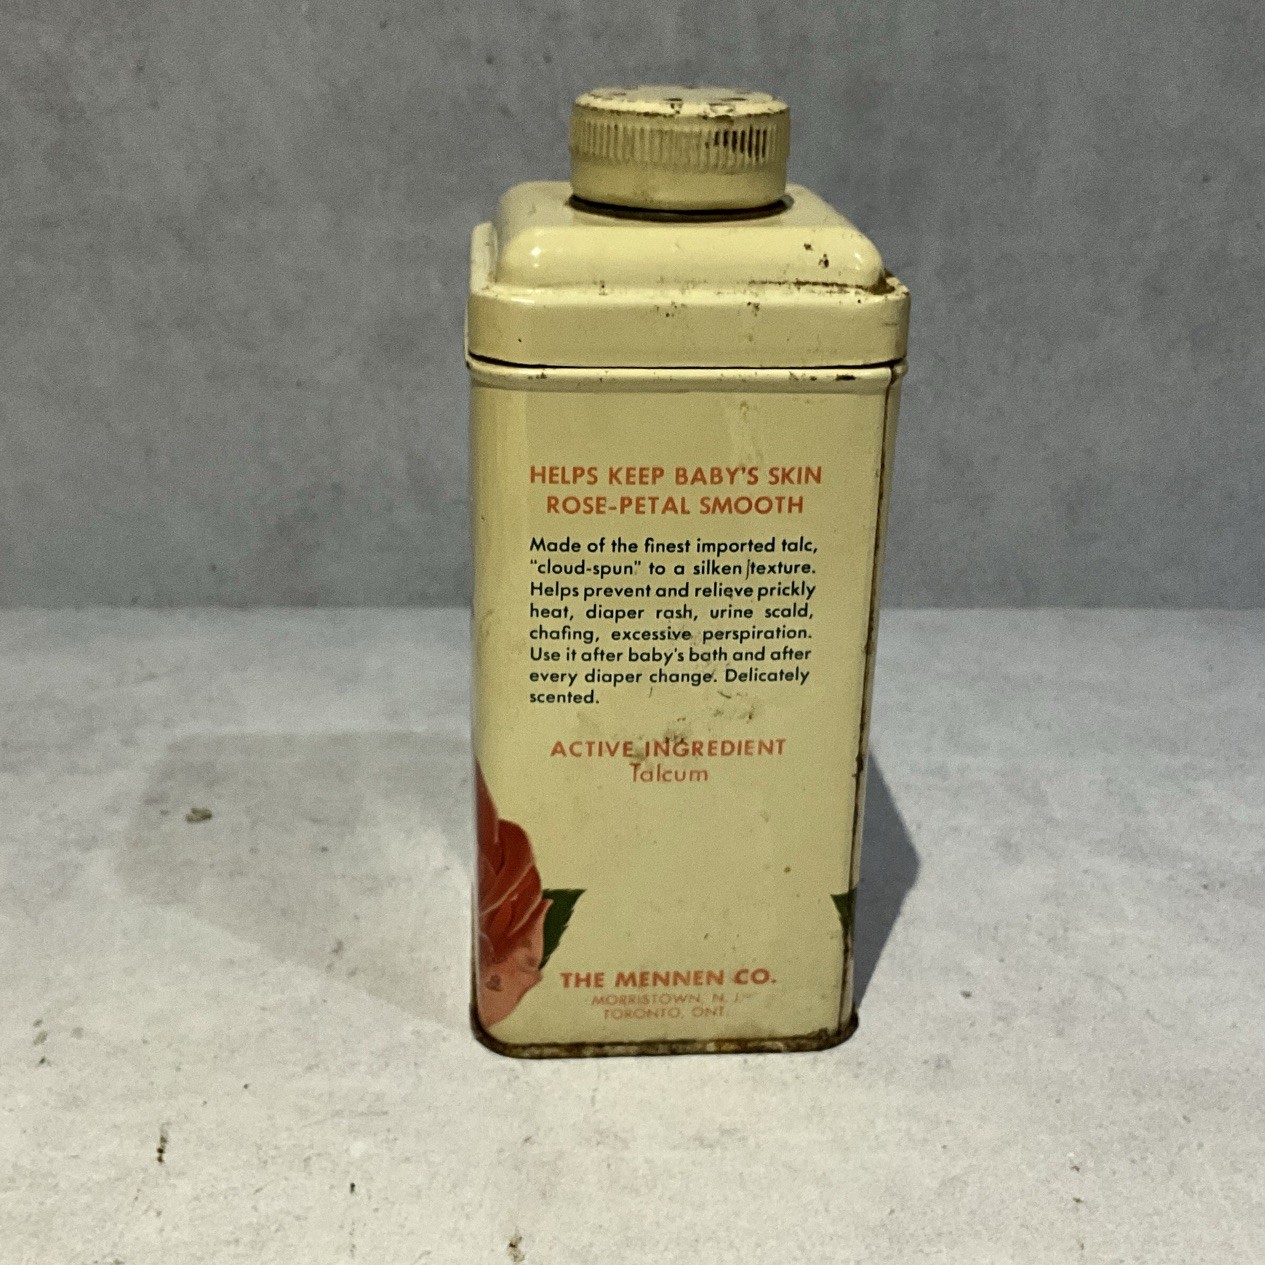 HELPS KEEP BABY'S SKIN
ROSE-PETAL SMOOTH
Made of the finest imported talc,
"cloud-spun" to a silken texture.
Helps prevent and relieve prickly
heat, diaper rash, urine scald,
chafing, excessive perspiration.
Use it after baby's bath and after
every diaper change. Delicately
scented.
ACTIVE INGREDIENT
Talcum
THE MENNEN CO.
MORRISTOWN, N. J.
TORONTO, ONT.